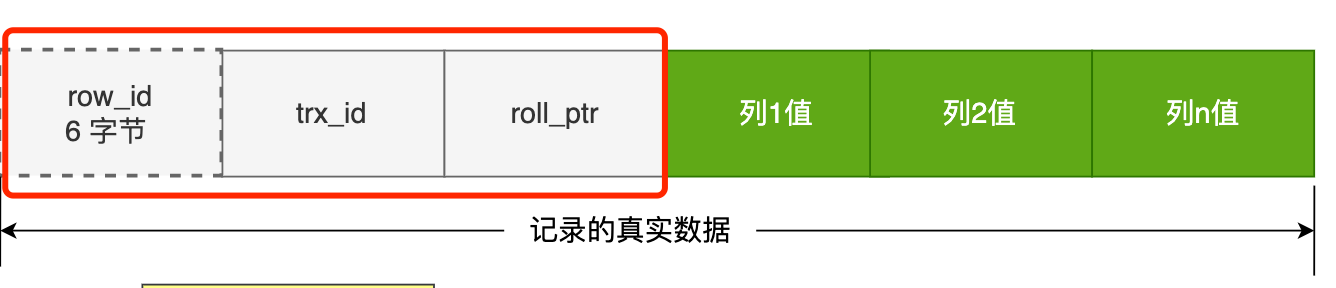 row_id
6 字节
trx_id
roll_ptr
列1值
列2值
列n值
记录的真实数据